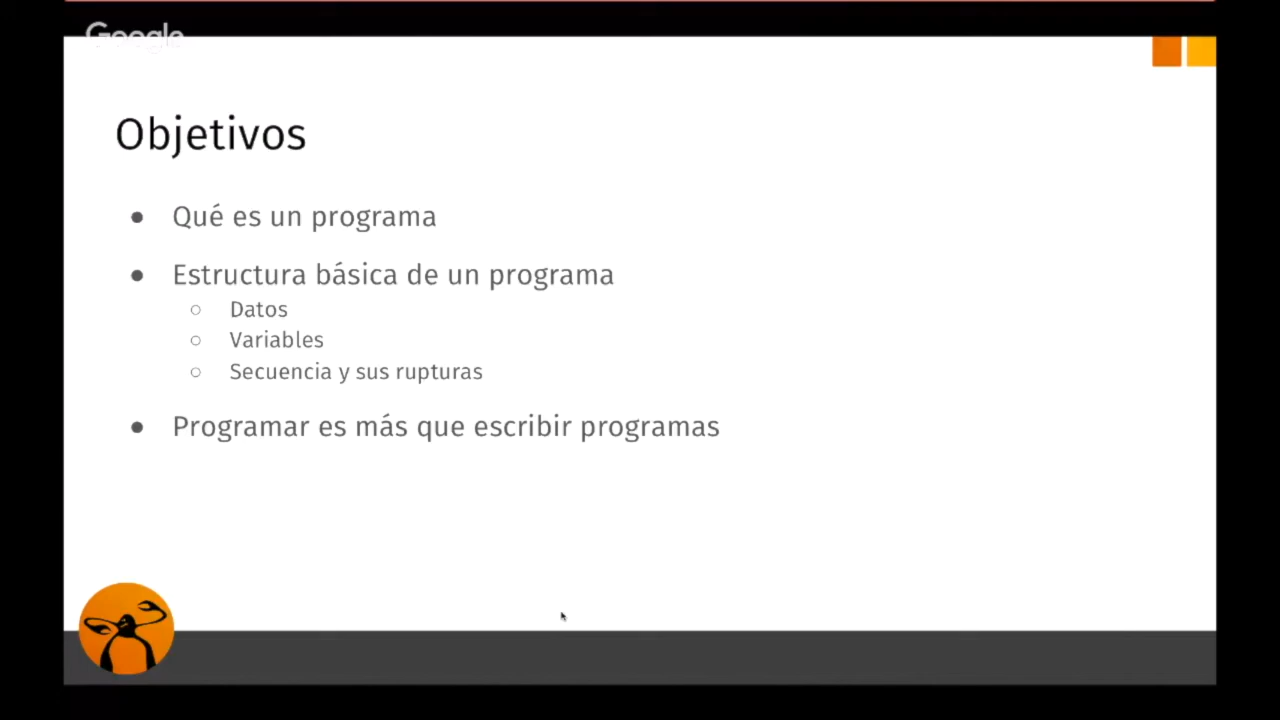 Google
Objetivos
● Qué es un programa
● Estructura básica de un programa
○ Datos
○ Variables
○ Secuencia y sus rupturas
● Programar es más que escribir programas